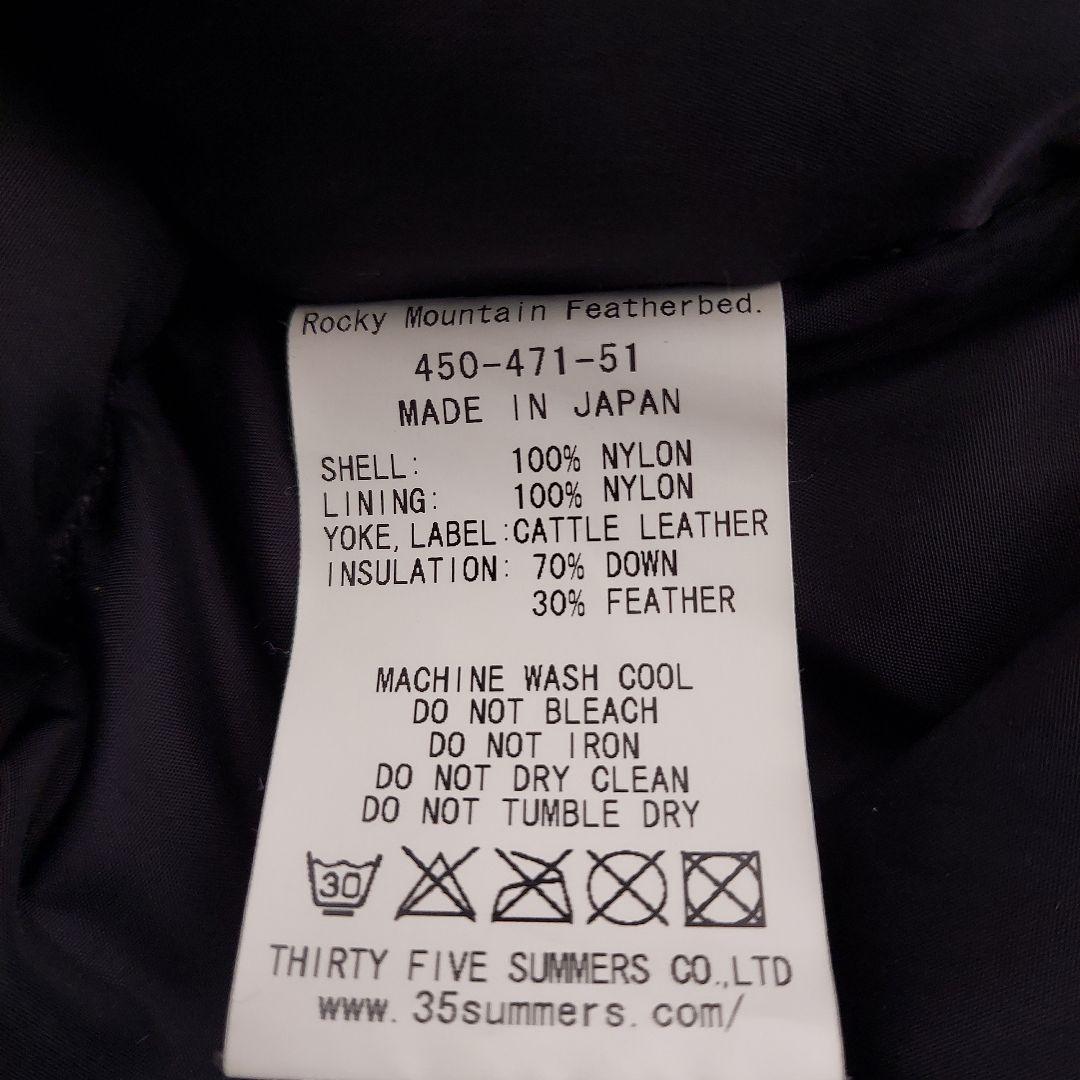 Rocky Mountain Featherbed.
450-471-51
MADE IN JAPAN
SHELL: 100% NYLON
LINING: 100% NYLON
YOKE, LABEL:CATTLE LEATHER
INSULATION: 70% DOWN
30% FEATHER
MACHINE WASH COOL
DO NOT BLEACH
DO NOT IRON
DO NOT DRY CLEAN
DO NOT TUMBLE DRY
30
THIRTY FIVE SUMMERS CO.,LTD
www.35summers.com/